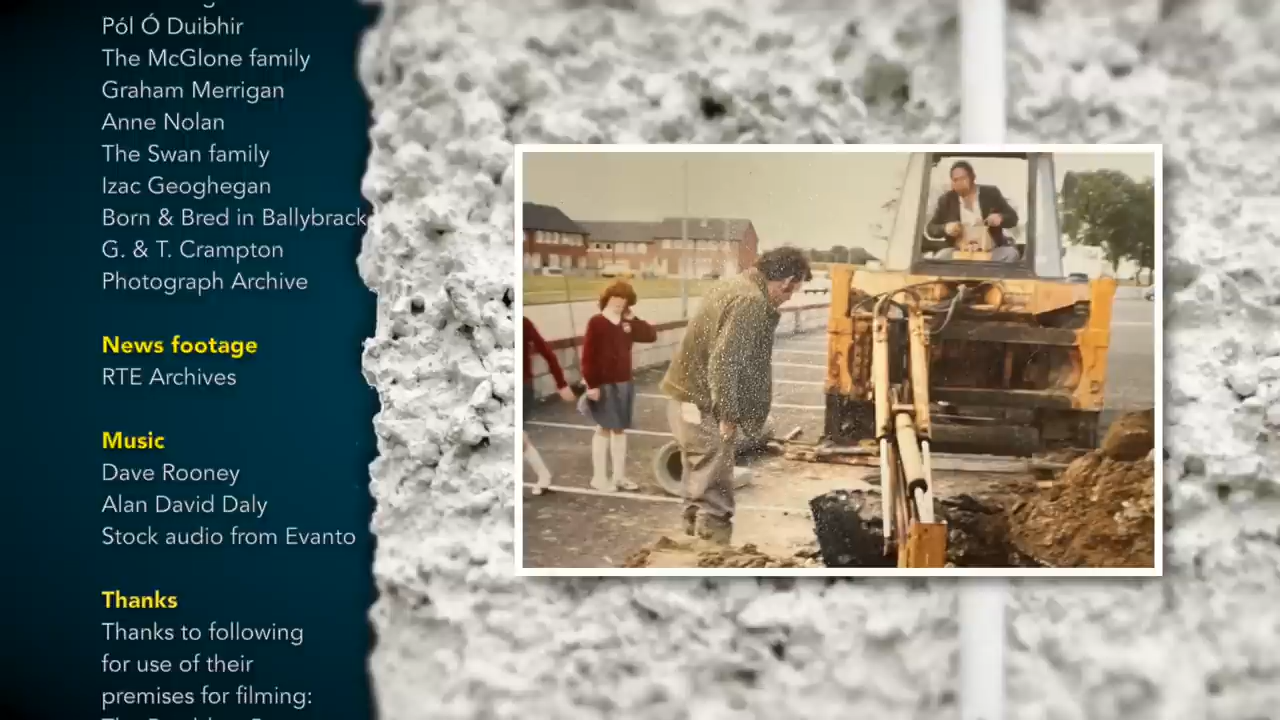 Pól Ó Duibhir
The McGlone family
Graham Merrigan
Anne Nolan
The Swan family
Izac Geoghegan
Born & Bred in Ballybrack
G. & T. Crampton
Photograph Archive
News footage
RTE Archives
Music
Dave Rooney
Alan David Daly
Stock audio from Evanto
Thanks
Thanks to following
for use of their
premises for filming: